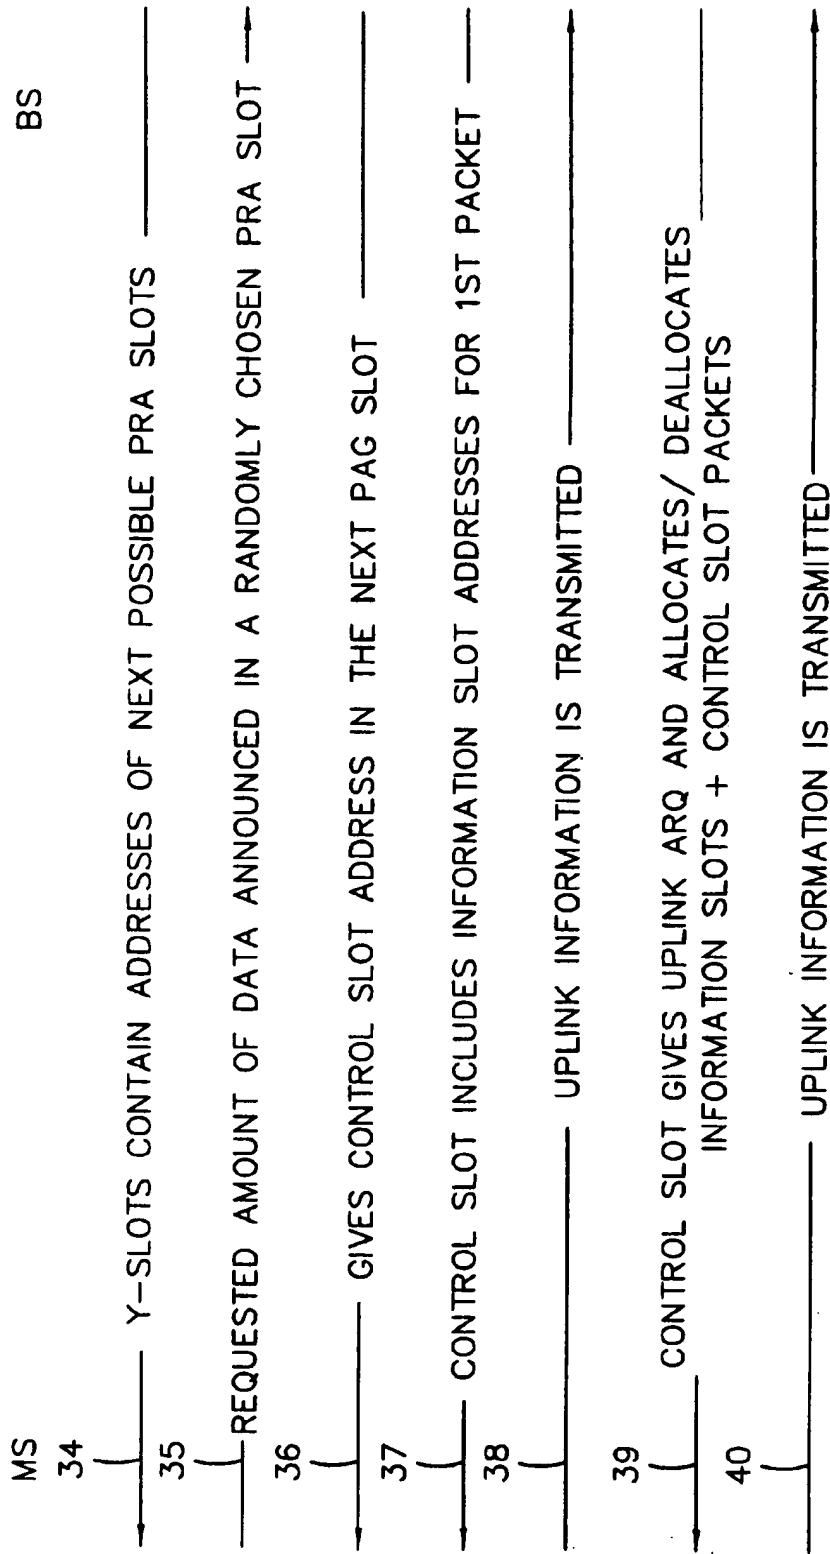 MS BS
34
Y-SLOTS CONTAIN ADDRESSES OF NEXT POSSIBLE PRA SLOTS
35
REQUESTED AMOUNT OF DATA ANNOUNCED IN A RANDOMLY CHOSEN PRA SLOT
36
GIVES CONTROL SLOT ADDRESS IN THE NEXT PAG SLOT
37
CONTROL SLOT INCLUDES INFORMATION SLOT ADDRESSES FOR 1ST PACKET
38
UPLINK INFORMATION IS TRANSMITTED
39
CONTROL SLOT GIVES UPLINK ARQ AND ALLOCATES/ DEALLOCATES
INFORMATION SLOTS + CONTROL SLOT PACKETS
40
UPLINK INFORMATION IS TRANSMITTED